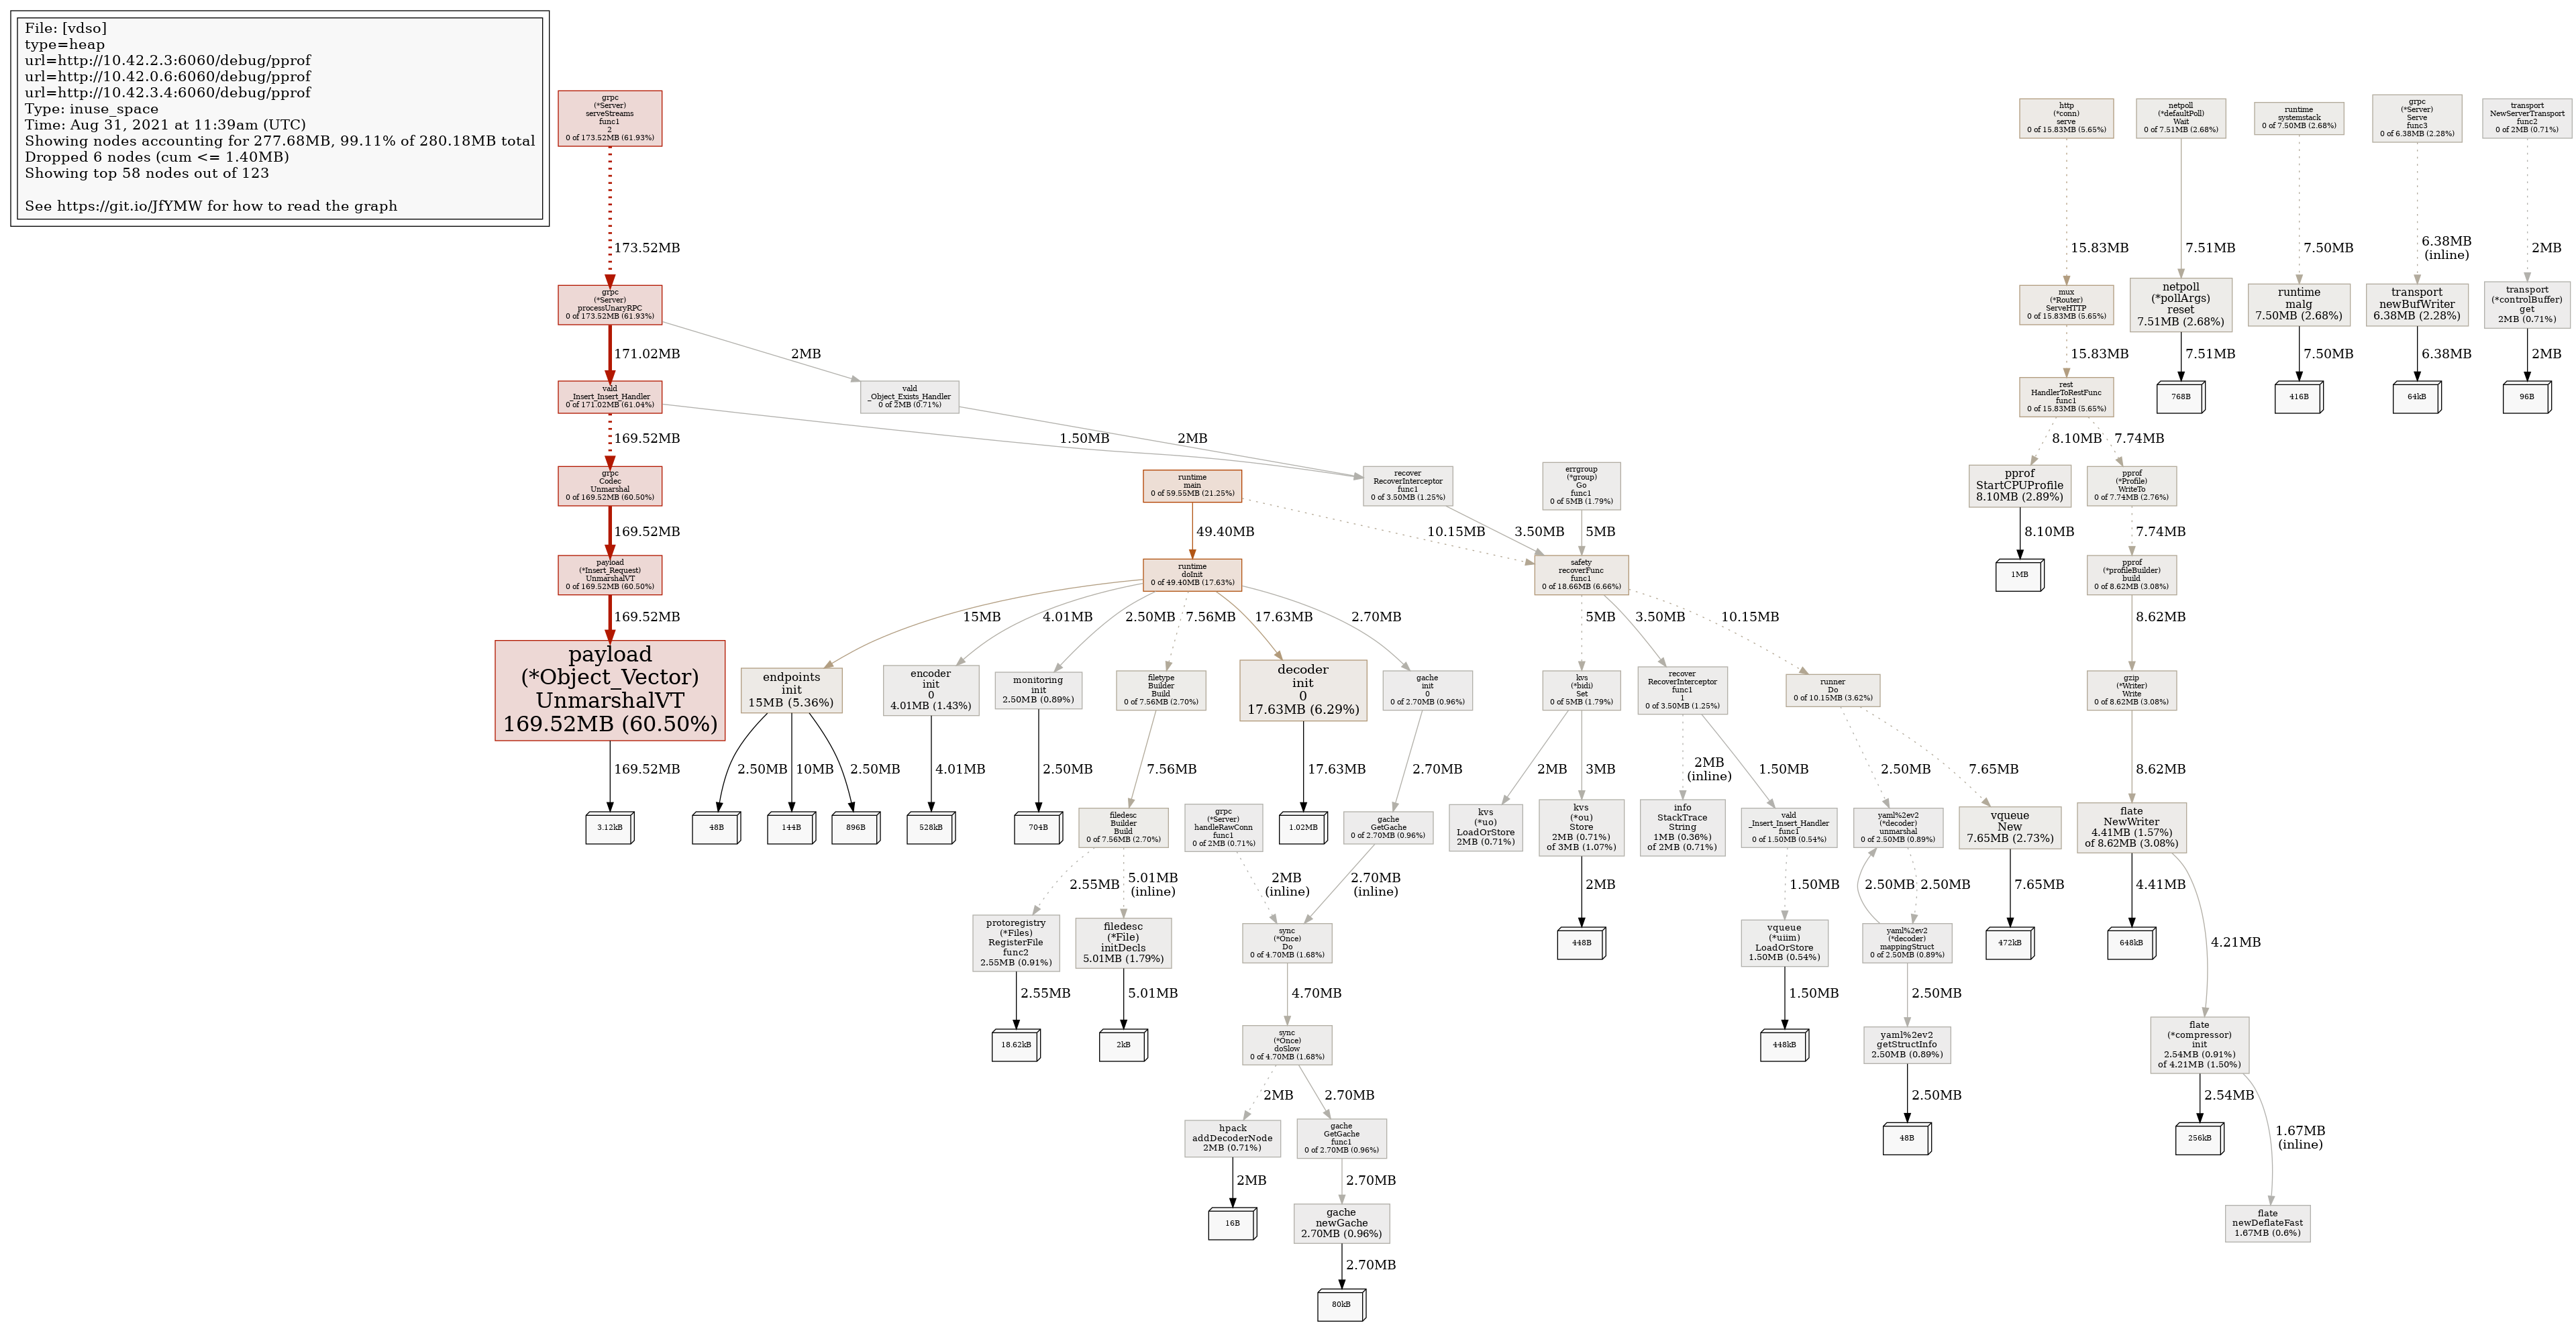 File: [vdso]
type=heap
url=http://10.42.2.3:6060/debug/pprof
url=http://10.42.0.6:6060/debug/pprof
url=http://10.42.3.4:6060/debug/pprof
Type: inuse_space
Time: Aug 31, 2021 at 11:39am (UTC)
Showing nodes accounting for 277.68MB, 99.11% of 280.18MB total
Dropped 6 nodes (cum <= 1.40MB)
Showing top 58 nodes out of 123
See https://git.io/JfYMW for how to read the graph
grpc
(*Server)
serveStreams
func1
2
0 of 173.52MB (61.93%)
http
(*conn)
serve
0 of 15.83MB (5.65%)
netpoll
(*defaultPoll)
Wait
0 of 7.51MB (2.68%)
runtime
systemstack
0 of 7.50MB (2.68%)
grpc
(*Server)
Serve
func3
0 of 6.38MB (2.28%)
transport
NewServerTransport
func2
0 of 2MB (0.71%)
173.52MB
15.83MB
7.51MB
7.50MB
6.38MB
(inline)
2MB
grpc
(*Server)
processUnaryRPC
0 of 173.52MB (61.93%)
mux
(*Router)
ServeHTTP
0 of 15.83MB (5.65%)
netpoll
(*pollArgs)
reset
7.51MB (2.68%)
runtime
malg
7.50MB (2.68%)
transport
newBufWriter
6.38MB (2.28%)
transport
(*controlBuffer)
get
2MB (0.71%)
171.02MB
2MB
15.83MB
7.51MB
7.50MB
6.38MB
2MB
vald
_Insert_Insert_Handler
0 of 171.02MB (61.04%)
vald
_Object_Exists_Handler
0 of 2MB (0.71%)
rest
HandlerToRestFunc
func1
0 of 15.83MB (5.65%)
768B
416B
64kB
96B
169.52MB
1.50MB
2MB
8.10MB
7.74MB
grpc
Codec
Unmarshal
0 of 169.52MB (60.50%)
runtime
main
0 of 59.55MB (21.25%)
recover
RecoverInterceptor
func1
0 of 3.50MB (1.25%)
errgroup
(*group)
Go
func1
0 of 5MB (1.79%)
pprof
StartCPUProfile
8.10MB (2.89%)
pprof
(*Profile)
WriteTo
0 of 7.74MB (2.76%)
169.52MB
49.40MB
10.15MB
3.50MB
5MB
8.10MB
7.74MB
payload
(*Insert_Request)
UnmarshalVT
0 of 169.52MB (60.50%)
runtime
doInit
0 of 49.40MB (17.63%)
safety
recoverFunc
func1
0 of 18.66MB (6.66%)
1MB
pprof
(*profileBuilder)
build
0 of 8.62MB (3.08%)
169.52MB
15MB
4.01MB
2.50MB
7.56MB
17.63MB
2.70MB
5MB
3.50MB
10.15MB
8.62MB
payload
(*Object_Vector)
UnmarshalVT
169.52MB (60.50%)
endpoints
init
15MB (5.36%)
encoder
init
0
4.01MB (1.43%)
monitoring
init
2.50MB (0.89%)
filetype
Builder
Build
0 of 7.56MB (2.70%)
decoder
init
0
17.63MB (6.29%)
gache
init
0
0 of 2.70MB (0.96%)
kvs
(*bidi)
Set
0 of 5MB (1.79%)
recover
RecoverInterceptor
func1
1
0 of 3.50MB (1.25%)
runner
Do
0 of 10.15MB (3.62%)
gzip
(*Writer)
Write
0 of 8.62MB (3.08%)
169.52MB
2.50MB
10MB
2.50MB
4.01MB
2.50MB
7.56MB
17.63MB
2.70MB
2MB
3MB
2MB
(inline)
1.50MB
2.50MB
7.65MB
8.62MB
3.12kB
48B
144B
896B
528kB
704B
filedesc
Builder
Build
0 of 7.56MB (2.70%)
grpc
(*Server)
handleRawConn
func1
0 of 2MB (0.71%)
1.02MB
gache
GetGache
0 of 2.70MB (0.96%)
kvs
(*uo)
LoadOrStore
2MB (0.71%)
kvs
(*ou)
Store
2MB (0.71%)
of 3MB (1.07%)
info
StackTrace
String
1MB (0.36%)
of 2MB (0.71%)
vald
_Insert_Insert_Handler
func1
0 of 1.50MB (0.54%)
yaml%2ev2
(*decoder)
unmarshal
0 of 2.50MB (0.89%)
vqueue
New
7.65MB (2.73%)
flate
NewWriter
4.41MB (1.57%)
of 8.62MB (3.08%)
2.55MB
5.01MB
(inline)
2MB
(inline)
2.70MB
(inline)
2MB
1.50MB
2.50MB
2.50MB
7.65MB
4.41MB
4.21MB
protoregistry
(*Files)
RegisterFile
func2
2.55MB (0.91%)
filedesc
(*File)
initDecls
5.01MB (1.79%)
sync
(*Once)
Do
0 of 4.70MB (1.68%)
448B
vqueue
(*uiim)
LoadOrStore
1.50MB (0.54%)
yaml%2ev2
(*decoder)
mappingStruct
0 of 2.50MB (0.89%)
472kB
648kB
2.55MB
5.01MB
4.70MB
1.50MB
2.50MB
18.62kB
2kB
sync
(*Once)
doSlow
0 of 4.70MB (1.68%)
448kB
yaml%2ev2
getStructInfo
2.50MB (0.89%)
flate
(*compressor)
init
2.54MB (0.91%)
of 4.21MB (1.50%)
2MB
2.70MB
2.50MB
2.54MB
1.67MB
(inline)
hpack
addDecoderNode
2MB (0.71%)
gache
GetGache
func1
0 of 2.70MB (0.96%)
48B
256kB
2MB
2.70MB
16B
gache
newGache
2.70MB (0.96%)
flate
newDeflateFast
1.67MB (0.6%)
2.70MB
80kB